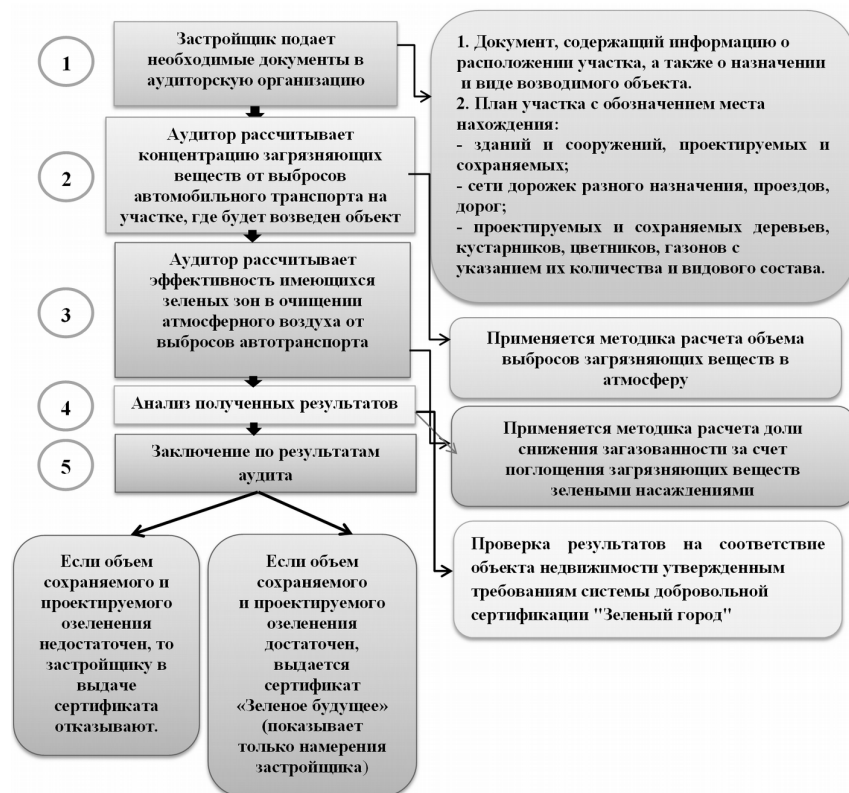 1
Застройщик подает
необходимые документы в
аудиторскую организацию
1. Документ, содержащий информацию о
расположении участка, а также о назначении
и виде возводимого объекта.
2. План участка с обозначением места
нахождения:
- зданий и сооружений, проектируемых и
сохраняемых;
- сети дорожек разного назначения, проездов,
дорог;
- проектируемых и сохраняемых деревьев,
кустарников, цветников, газонов с
указанием их количества и видового состава.
2
Аудитор рассчитывает
концентрацию загрязняющих
веществ от выбросов
автомобильного транспорта на
участке, где будет возведен объект
Применяется методика расчета объема
выбросов загрязняющих веществ в
атмосферу
3
Аудитор рассчитывает
эффективность имеющихся
зеленых зон в очищении
атмосферного воздуха от
выбросов автотранспорта
Применяется методика расчета доли
снижения загазованности за счет
поглощения загрязняющих веществ
зелеными насаждениями
4
Анализ полученных результатов
Проверка результатов на соответствие
объекта недвижимости утвержденным
требованиям системы добровольной
сертификации "Зеленый город"
5
Заключение по результатам
аудита
Если объем
сохраняемого и
проектируемого
озеленения
недостаточен, то
застройщику в
выдаче
сертификата
отказывают.
Если объем
сохраняемого
и проектируемого
озеленения
достаточен,
выдается
сертификат
«Зеленое будущее»
(показывает
только намерения
застройщика)